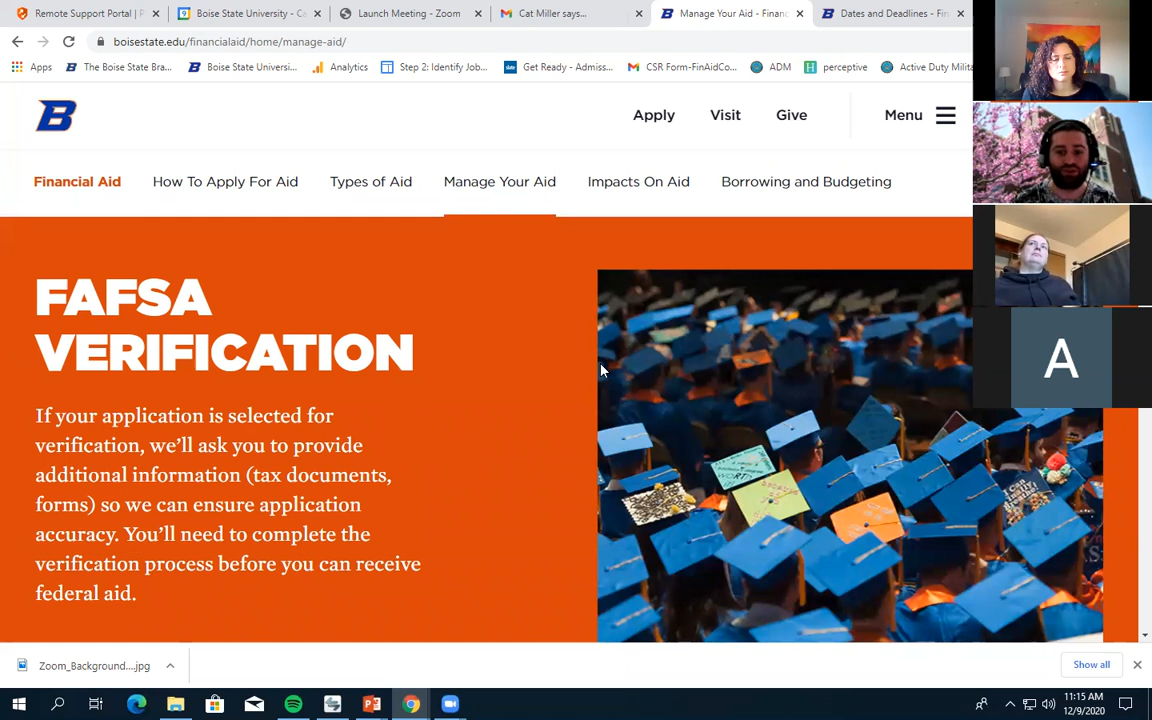 Remote Support Portal | P
Boise State University - Ca
Launch Meeting - Zoom
Cat Miller says...
Manage Your Aid - Financ
Dates and Deadlines - Fin
boisestate.edu/financialaid/home/manage-aid/
Apps
The Boise State Bra...
Boise State Universi...
Analytics
Step 2: Identify Job...
Get Ready - Admiss...
CSR Form-FinAidCo...
ADM
perceptive
Active Duty Milita
B
Apply
Visit
Give
Menu
Financial Aid
How To Apply For Aid
Types of Aid
Manage Your Aid
Impacts On Aid
Borrowing and Budgeting
FAFSA
VERIFICATION
If your application is selected for
verification, we'll ask you to provide
additional information (tax documents,
forms) so we can ensure application
accuracy. You'll need to complete the
verification process before you can receive
federal aid.
A
Zoom_Background....jpg
Show all
11:15 AM
12/9/2020